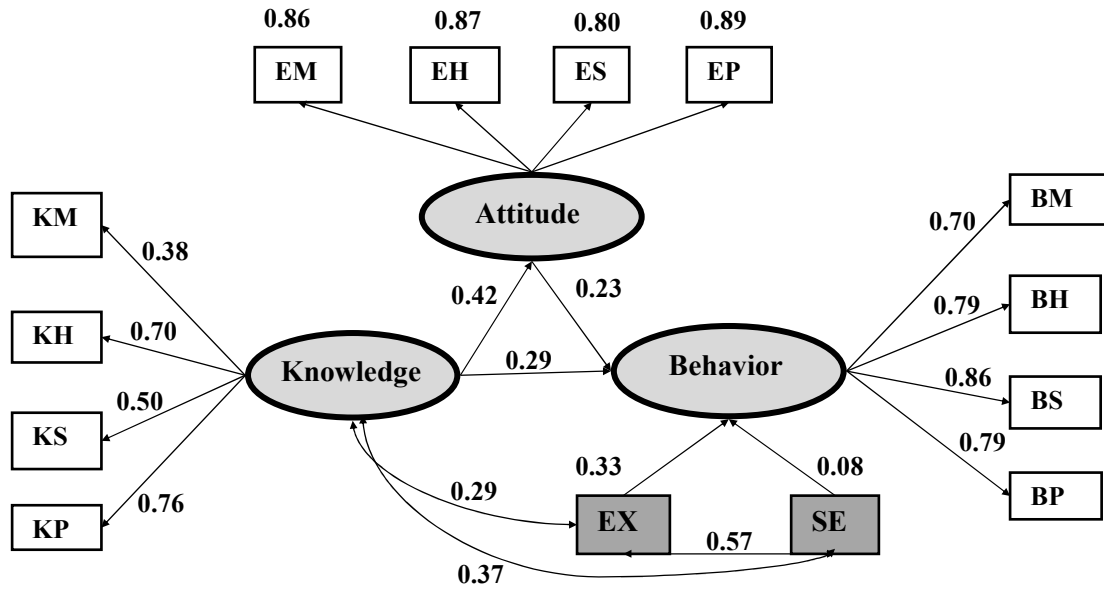 0.86 0.87 0.80 0.89
EM EH ES EP
Attitude
KM
0.38
KH
0.70
KS
0.50
KP
0.76
Knowledge
0.42
0.23
0.29
Behavior
BM
0.70
BH
0.79
BS
0.86
BP
0.79
0.33
0.08
EX
SE
0.29
0.57
0.37